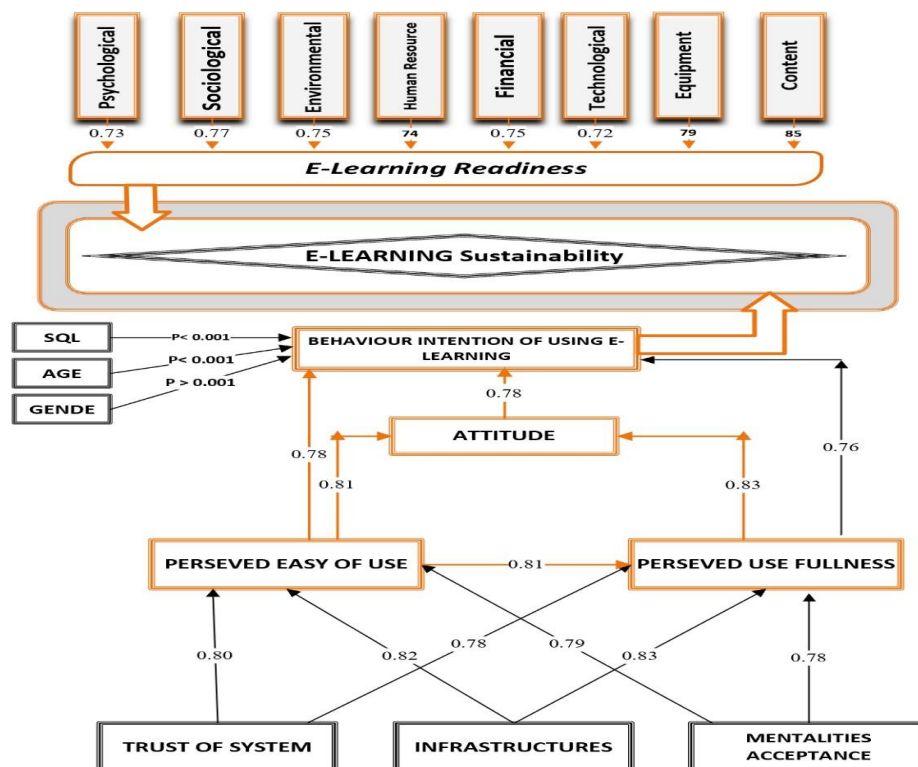 Psychological
Sociological
Environmental
Human Resource
Financial
Technological
Equipment
Content
0.73
0.77
0.75
74
0.75
0.72
79
85
E-Learning Readiness
E-LEARNING Sustainability
SQL
P< 0.001
BEHAVIOUR INTENTION OF USING E-
LEARNING
AGE
P< 0.001
P > 0.001
GENDE
0.78
ATTITUDE
0.78
0.76
0.81
0.83
PERSEVED EASY OF USE
0.81
PERSEVED USE FULLNESS
0.80
0.82
0.78
0.79
0.83
0.78
TRUST OF SYSTEM
INFRASTRUCTURES
MENTALITIES
ACCEPTANCE